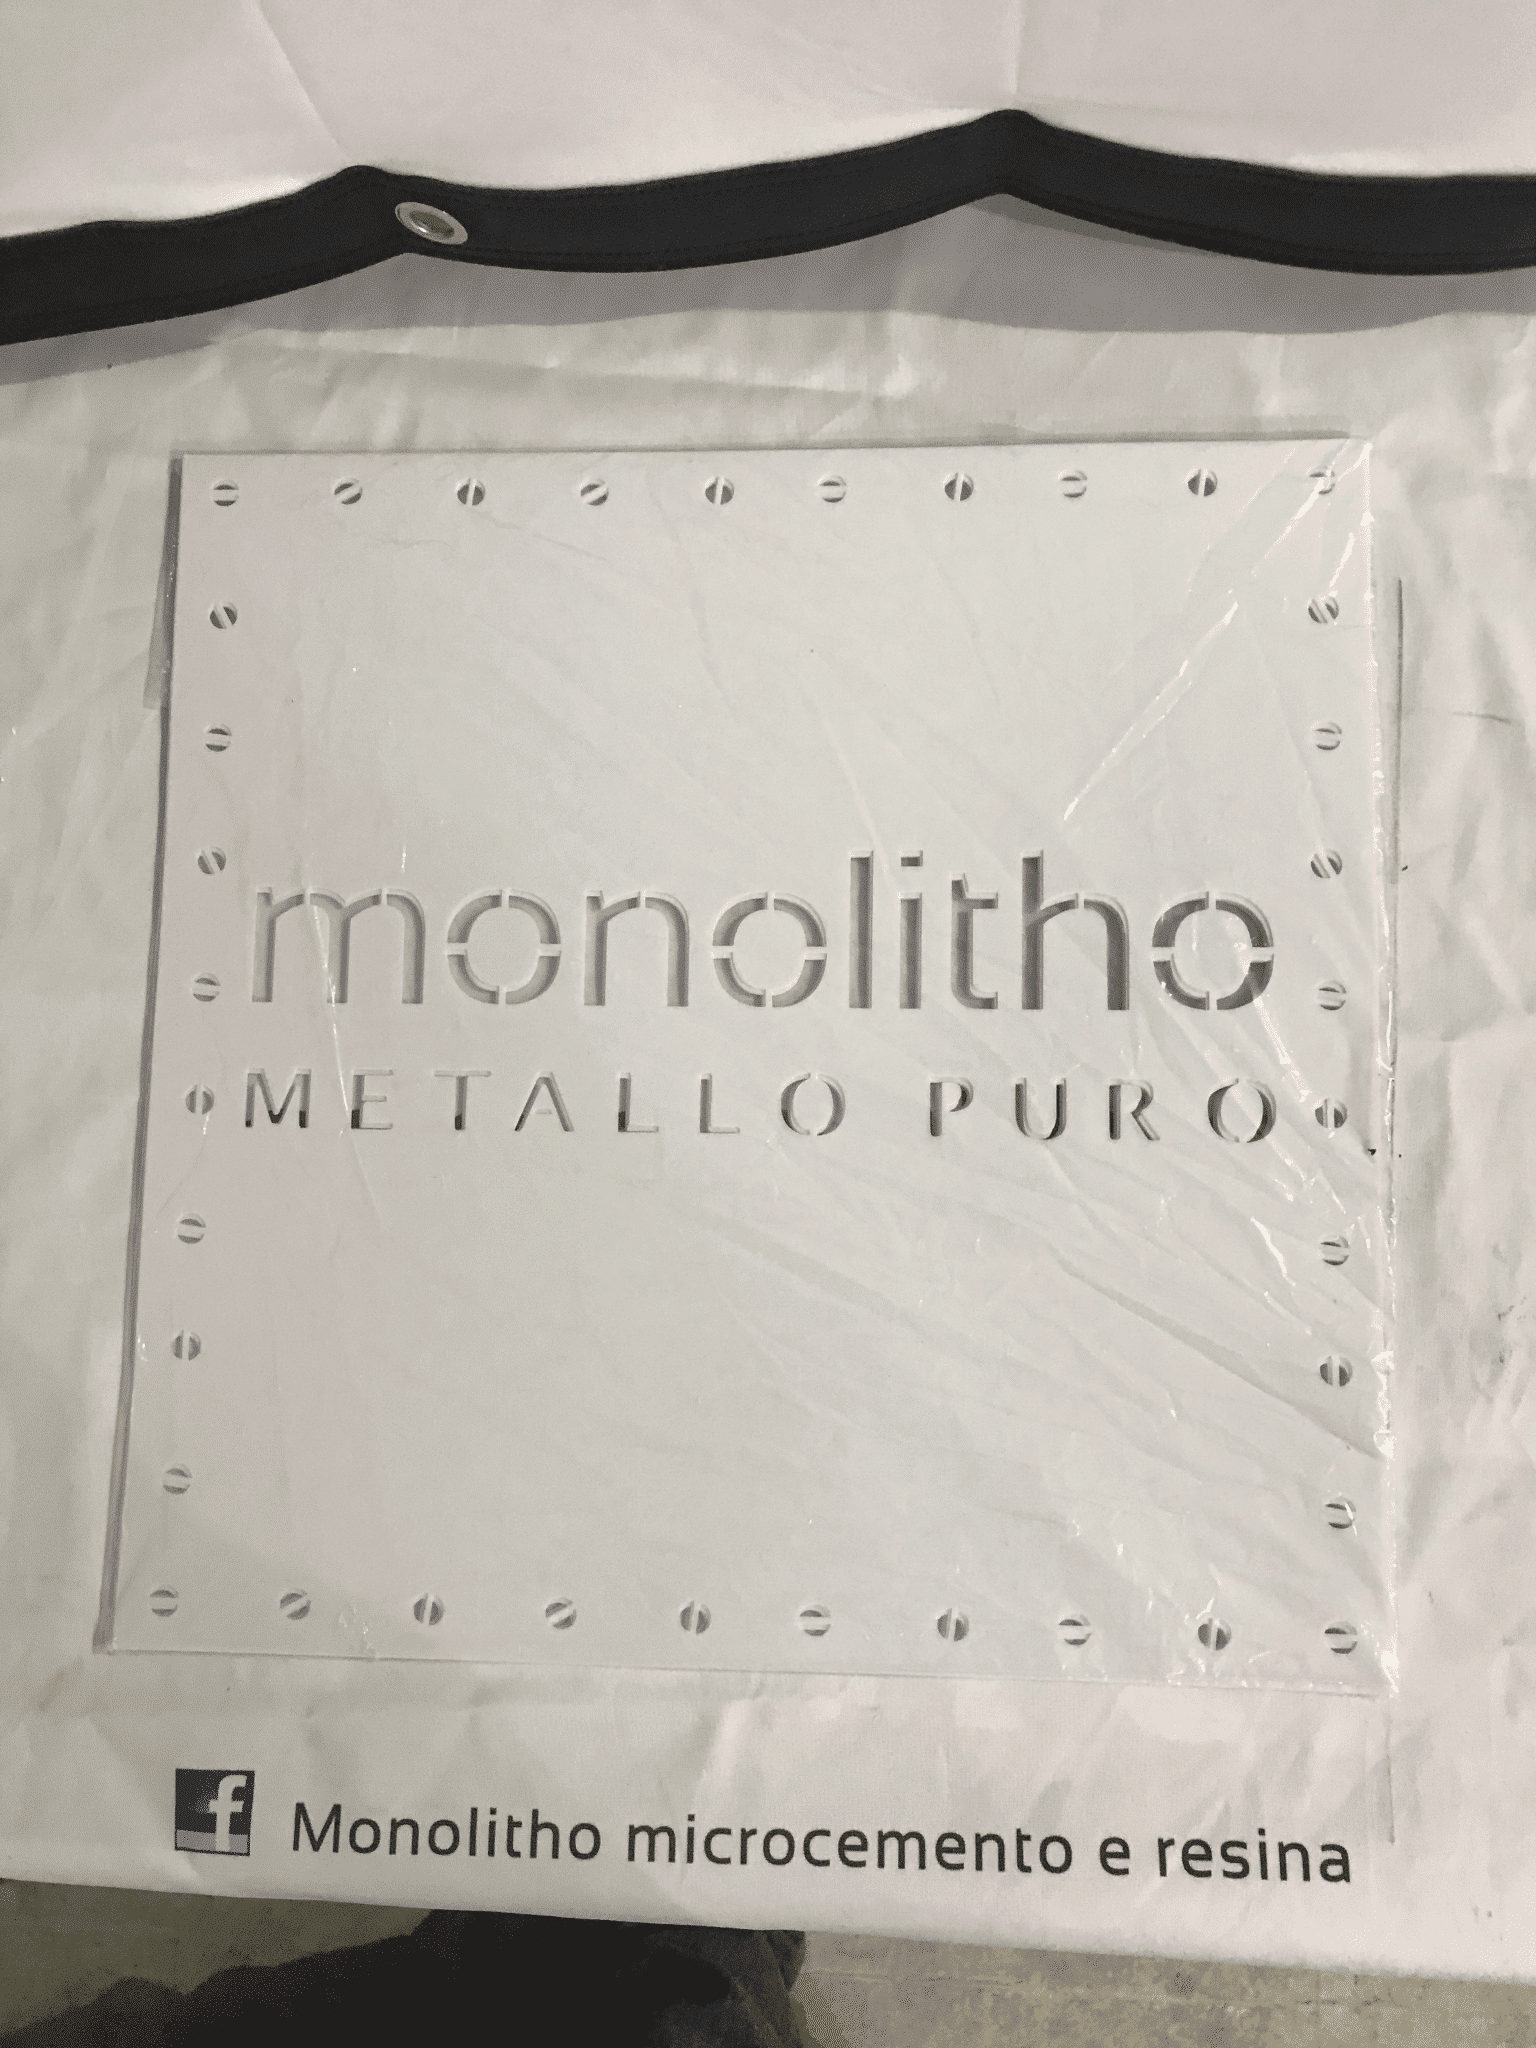 monolitho
METALLO PURO
f Monolitho microcemento e resina